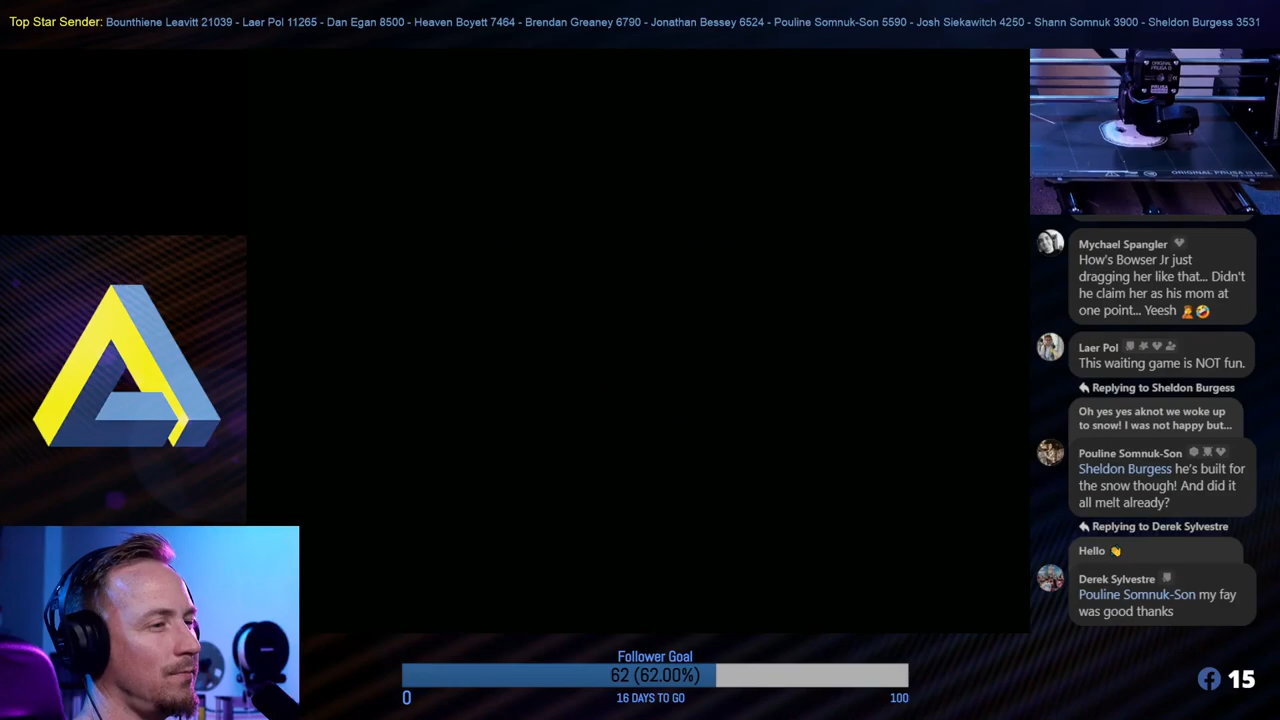 Top Star Sender: Bounthiene Leavitt 21039 - Laer Pol 11265 - Dan Egan 8500 - Heaven Boyett 7464 - Brendan Greaney 6790 - Jonathan Bessey 6524 - Pouline Somnuk-Son 5590 - Josh Siekawitch 4250 - Shann Somnuk 3900 - Sheldon Burgess 3531
ORIGINAL
PRUSA i3
Mychael Spangler
How's Bowser Jr just
dragging her like that... Didn't
he claim her as his mom at
one point... Yeesh
Laer Pol
This waiting game is NOT fun.
Replying to Sheldon Burgess
Oh yes yes aknot we woke up
to snow! I was not happy but...
Pouline Somnuk-Son
Sheldon Burgess he's built for
the snow though! And did it
all melt already?
Replying to Derek Sylvestre
Hello
Derek Sylvestre
Pouline Somnuk-Son my fay
was good thanks
Follower Goal
62 (62.00%)
0 16 DAYS TO GO 100
15